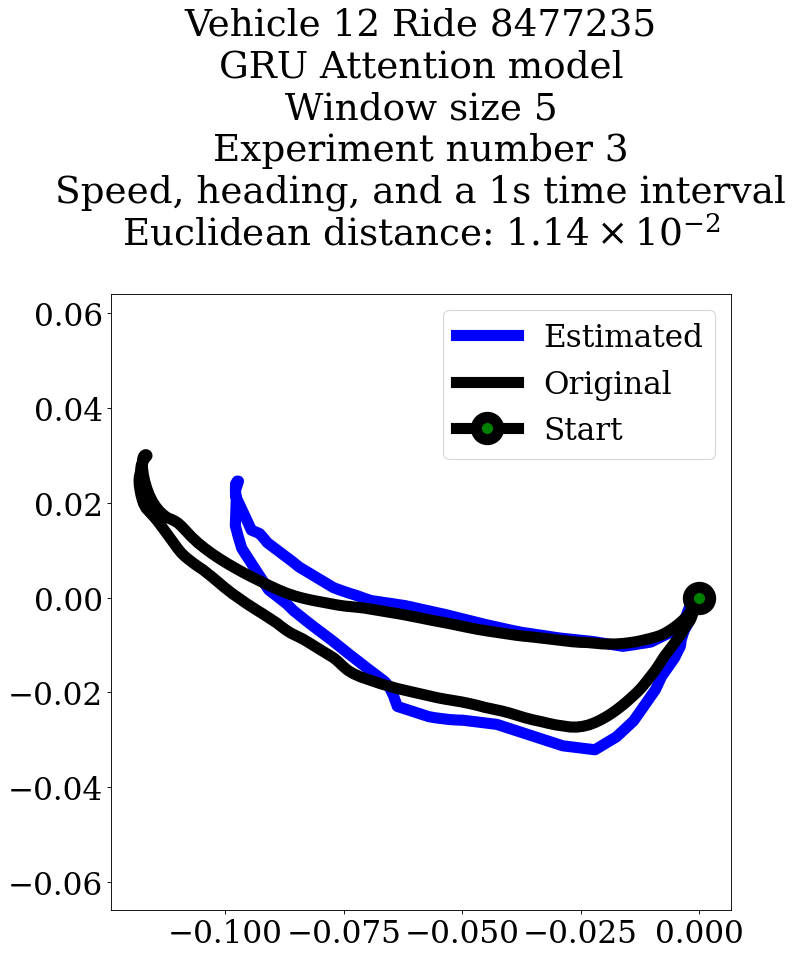 Vehicle 12 Ride 8477235
GRU Attention model
Window size 5
Experiment number 3
Speed, heading, and a 1s time interval
Euclidean distance: 1.14 × 10⁻²
Estimated
Original
Start
0.06
0.04
0.02
0.00
−0.02
−0.04
−0.06
−0.100 −0.075 −0.050 −0.025 0.000